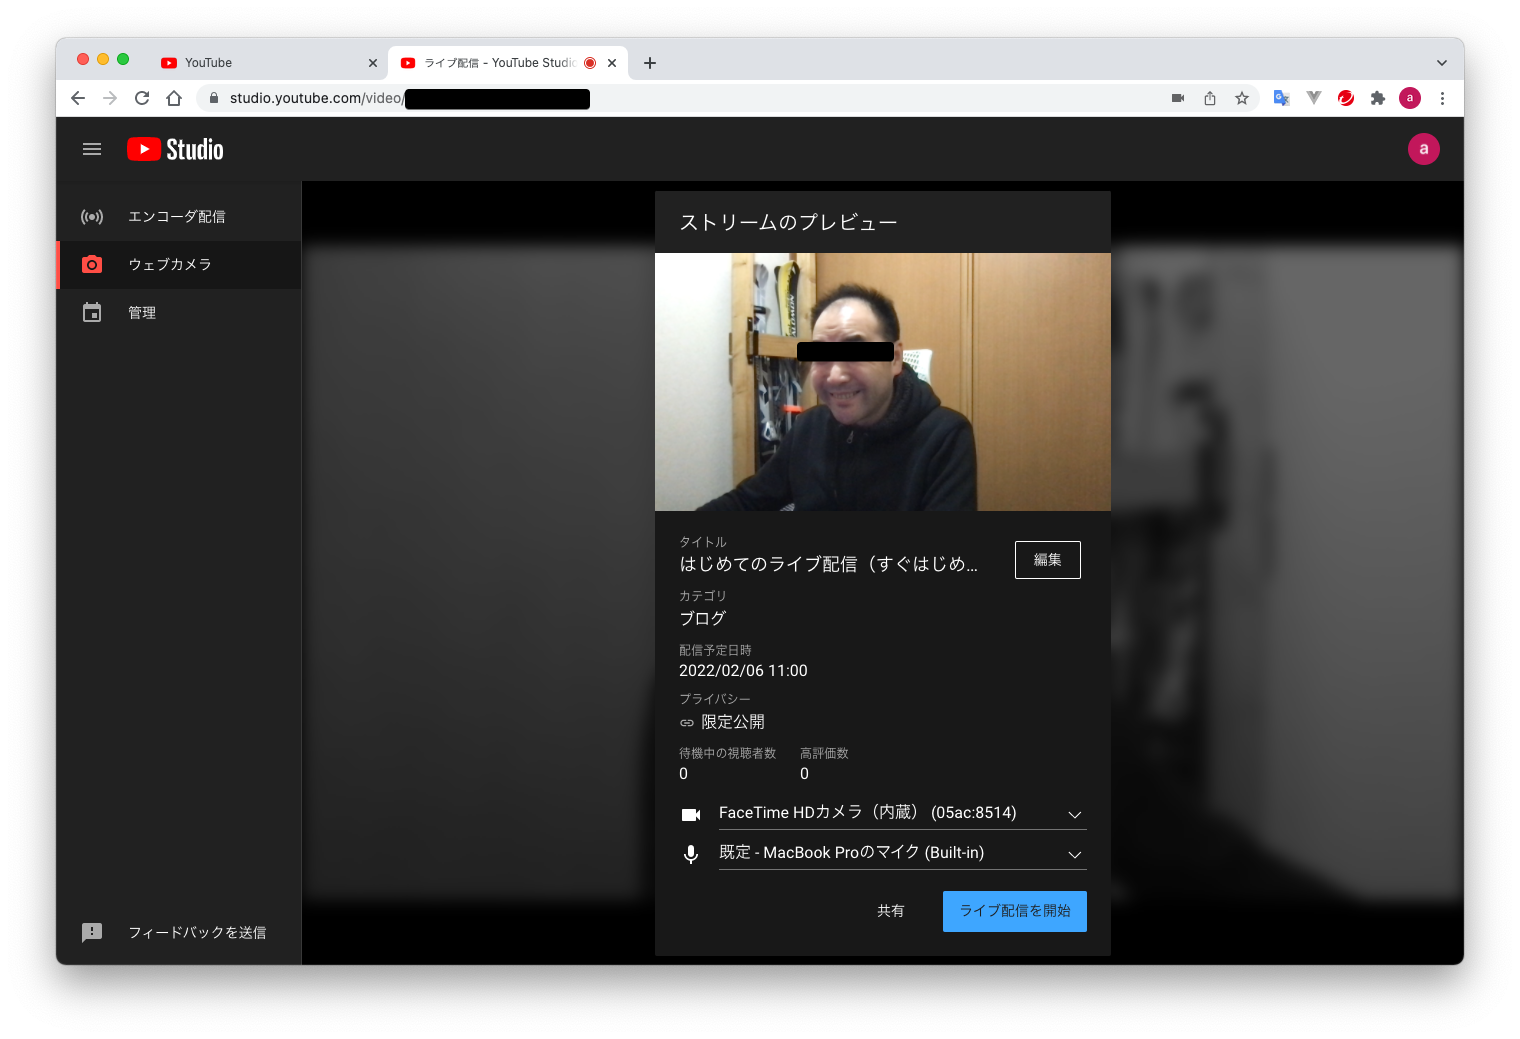 YouTube
ライブ配信 - YouTube Studio
studio.youtube.com/video/
a
Studio
a
エンコーダ配信
ウェブカメラ
管理
フィードバックを送信
ストリームのプレビュー
SALOMON
タイトル
はじめてのライブ配信（すぐはじめ...
編集
カテゴリ
ブログ
配信予定日時
2022/02/06 11:00
プライバシー
限定公開
待機中の視聴者数 高評価数
0 0
FaceTime HDカメラ（内蔵） (05ac:8514)
既定 - MacBook Proのマイク (Built-in)
共有
ライブ配信を開始